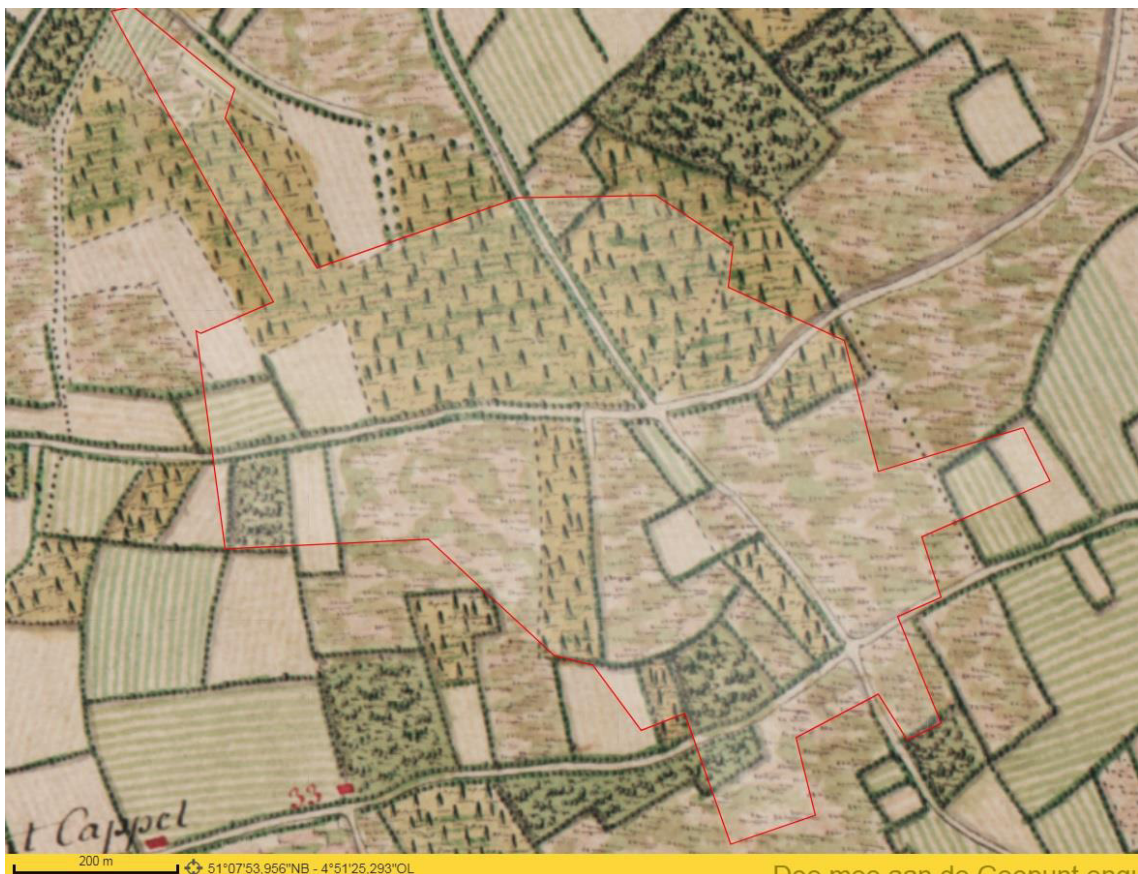 33
t Cappel
200 m
51°07'53,956"NB - 4°51'25,293"OL
Doe mee aan de Geopunt enqu